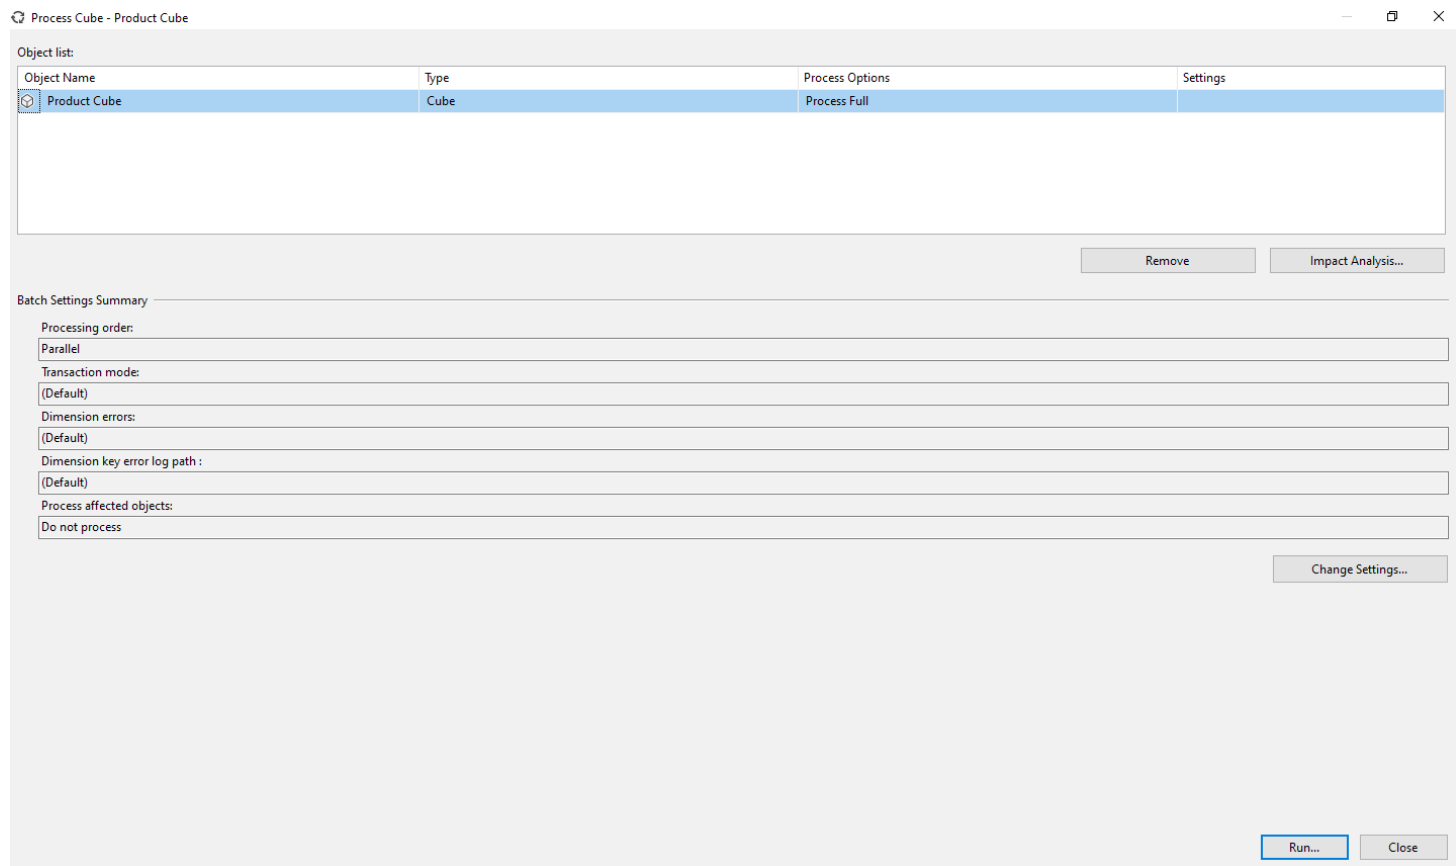 Process Cube - Product Cube
Object list:
Object Name Type Process Options Settings
Product Cube Cube Process Full
Remove Impact Analysis...
Batch Settings Summary
Processing order:
Parallel
Transaction mode:
(Default)
Dimension errors:
(Default)
Dimension key error log path :
(Default)
Process affected objects:
Do not process
Change Settings...
Run... Close